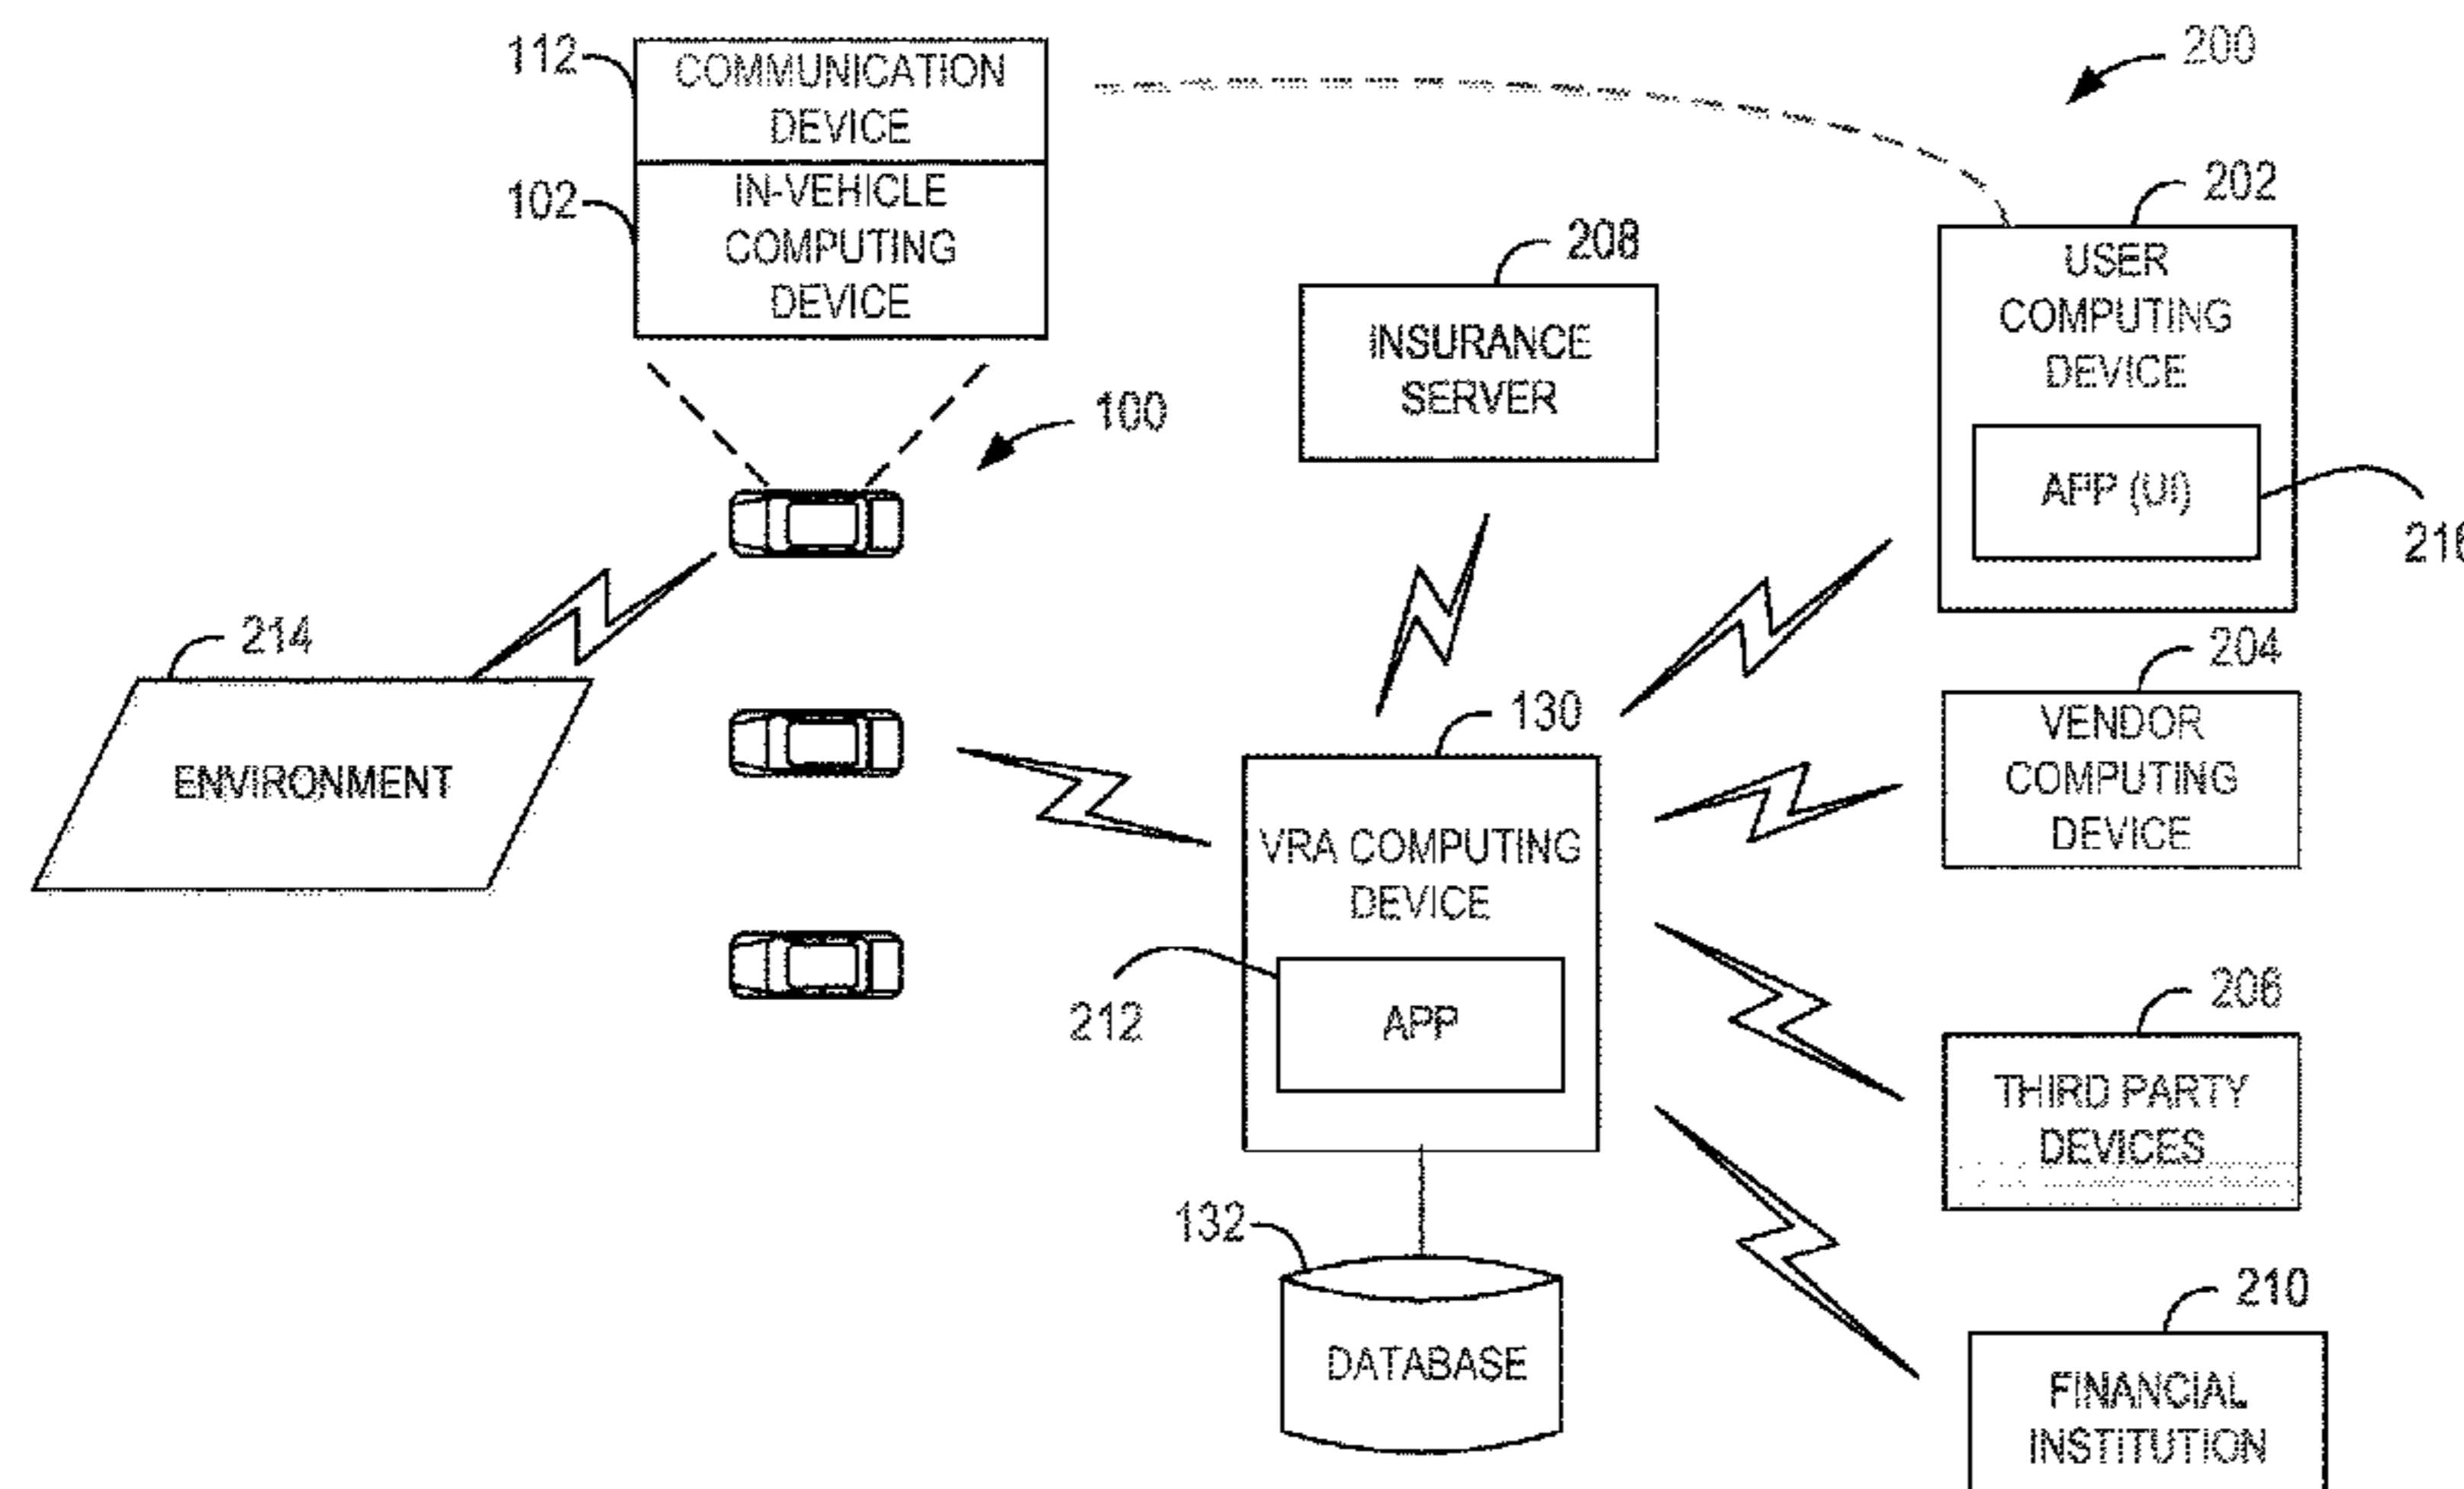 112
COMMUNICATION
DEVICE
200
102
IN-VEHICLE
COMPUTING
DEVICE
202
USER
COMPUTING
DEVICE
APP (UI)
208
INSURANCE
SERVER
100
214
ENVIRONMENT
204
VENDOR
COMPUTING
DEVICE
130
VRA COMPUTING
DEVICE
212
APP
206
THIRD PARTY
DEVICES
132
DATABASE
210
FINANCIAL
INSTITUTION